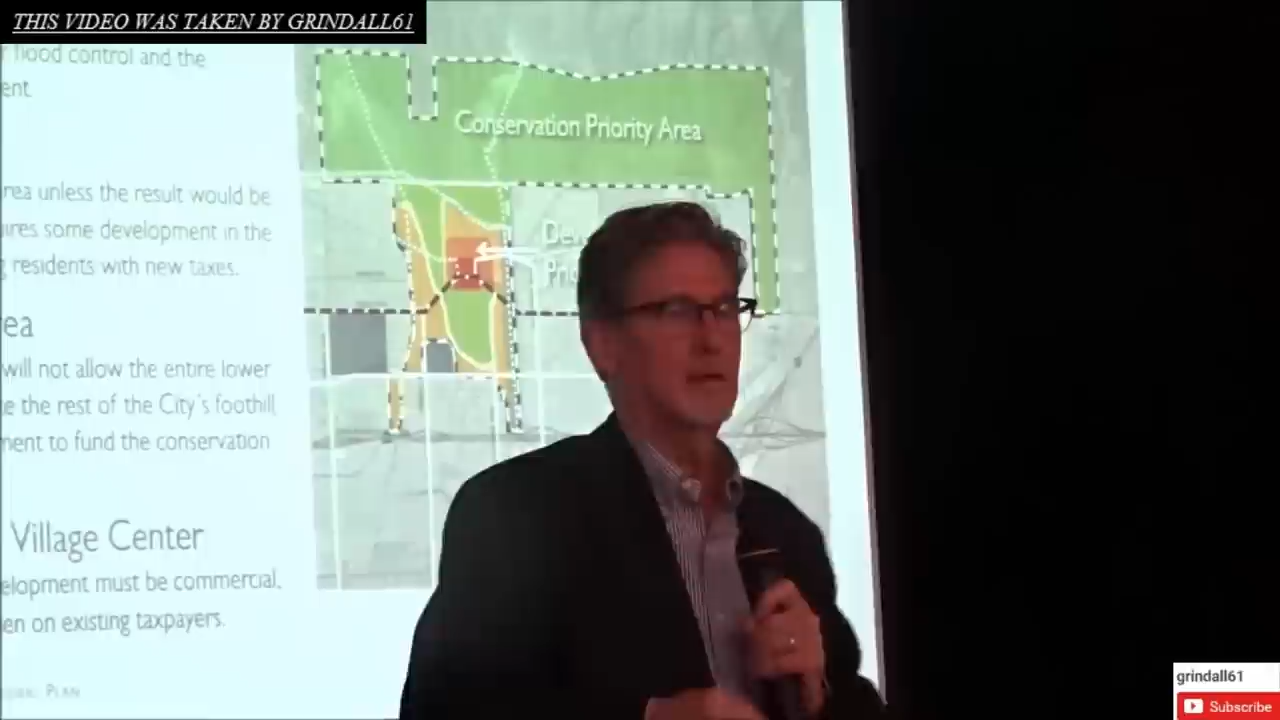 THIS VIDEO WAS TAKEN BY GRINDALL61
flood control and the
ent.
Conservation Priority Area
rea unless the result would be
ires some development in the
residents with new taxes.
ea
will not allow the entire lower
e the rest of the City's foothill
ment to fund the conservation
Village Center
elopment must be commercial,
en on existing taxpayers.
PLAN
grindall61
Subscribe